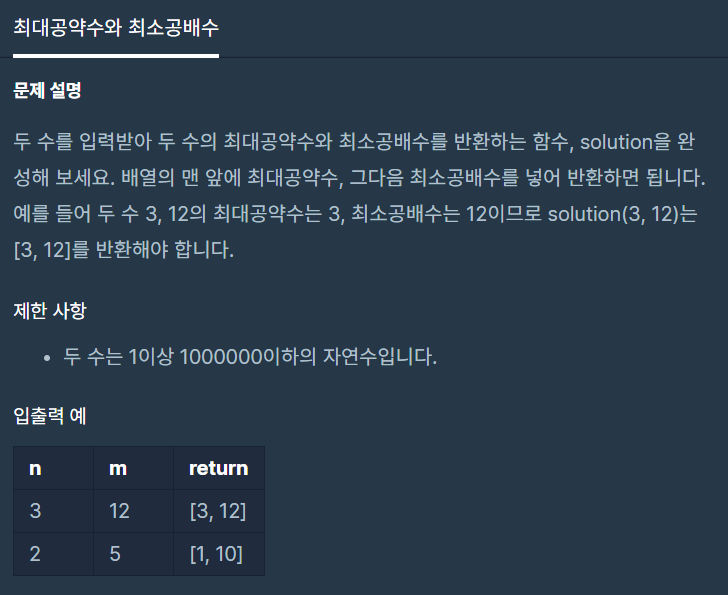 최대공약수와 최소공배수
문제 설명
두 수를 입력받아 두 수의 최대공약수와 최소공배수를 반환하는 함수, solution을 완
성해 보세요. 배열의 맨 앞에 최대공약수, 그다음 최소공배수를 넣어 반환하면 됩니다.
예를 들어 두 수 3, 12의 최대공약수는 3, 최소공배수는 12이므로 solution(3, 12)는
[3, 12]를 반환해야 합니다.
제한 사항
• 두 수는 1이상 1000000이하의 자연수입니다.
입출력 예
n m return
3 12 [3, 12]
2 5 [1, 10]